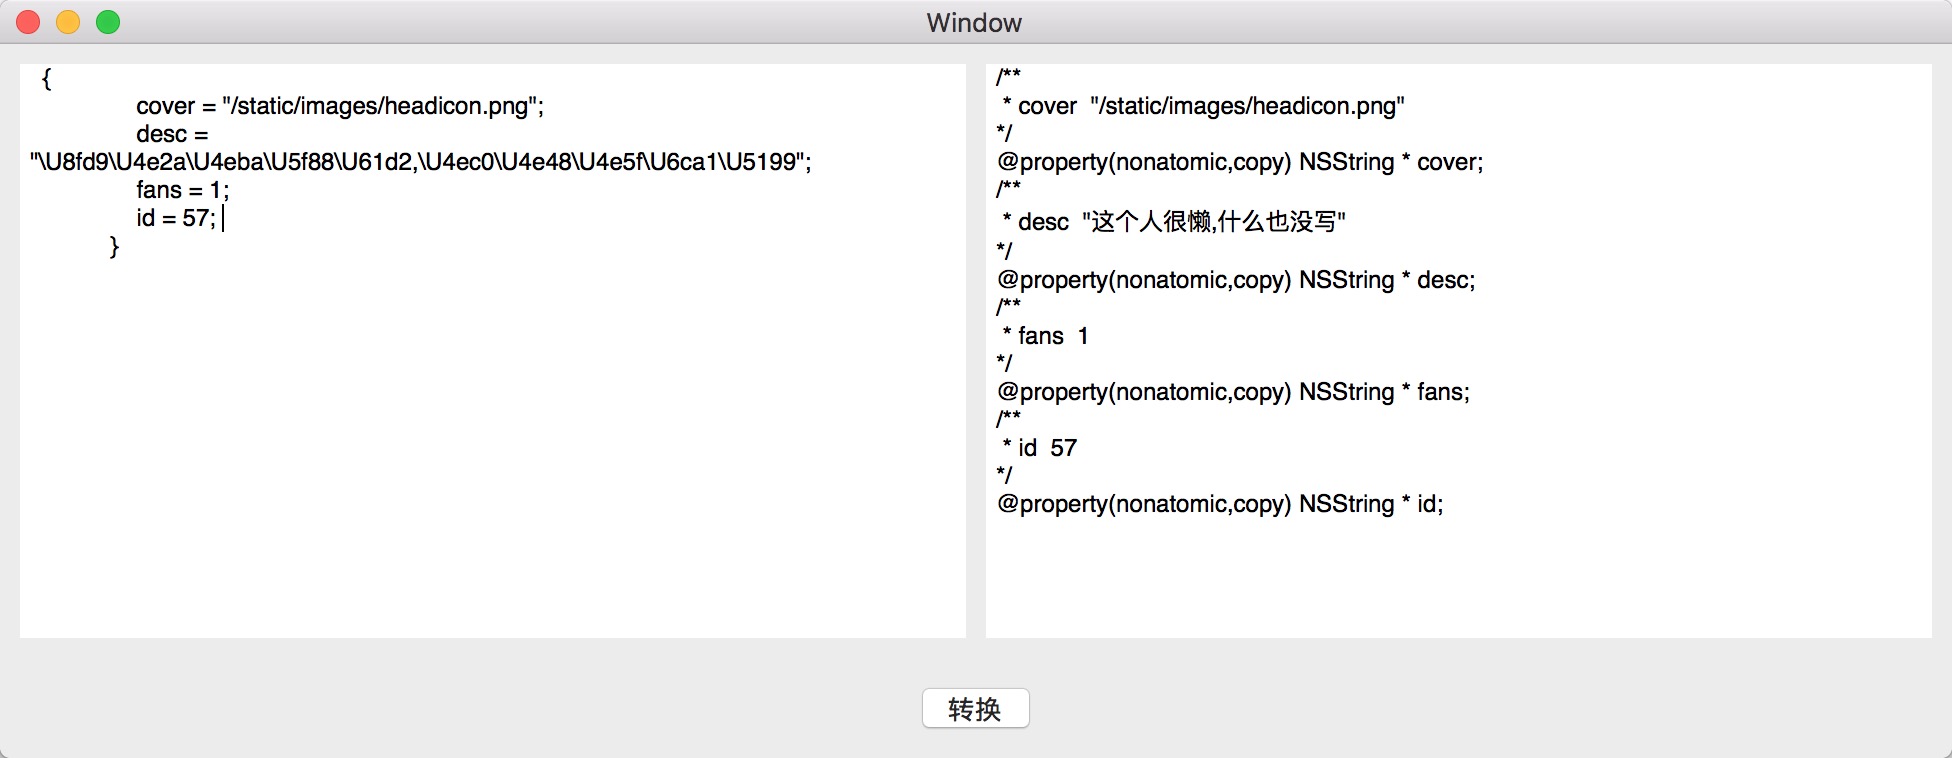 Window
{
cover = "/static/images/headicon.png";
desc =
"\U8fd9\U4e2a\U4eba\U5f88\U61d2,\U4ec0\U4e48\U4e5f\U6ca1\U5199";
fans = 1;
id = 57;
}
/**
* cover  "/static/images/headicon.png"
*/
@property(nonatomic,copy) NSString * cover;
/**
* desc  "这个人很懒,什么也没写"
*/
@property(nonatomic,copy) NSString * desc;
/**
* fans  1
*/
@property(nonatomic,copy) NSString * fans;
/**
* id  57
*/
@property(nonatomic,copy) NSString * id;
转换